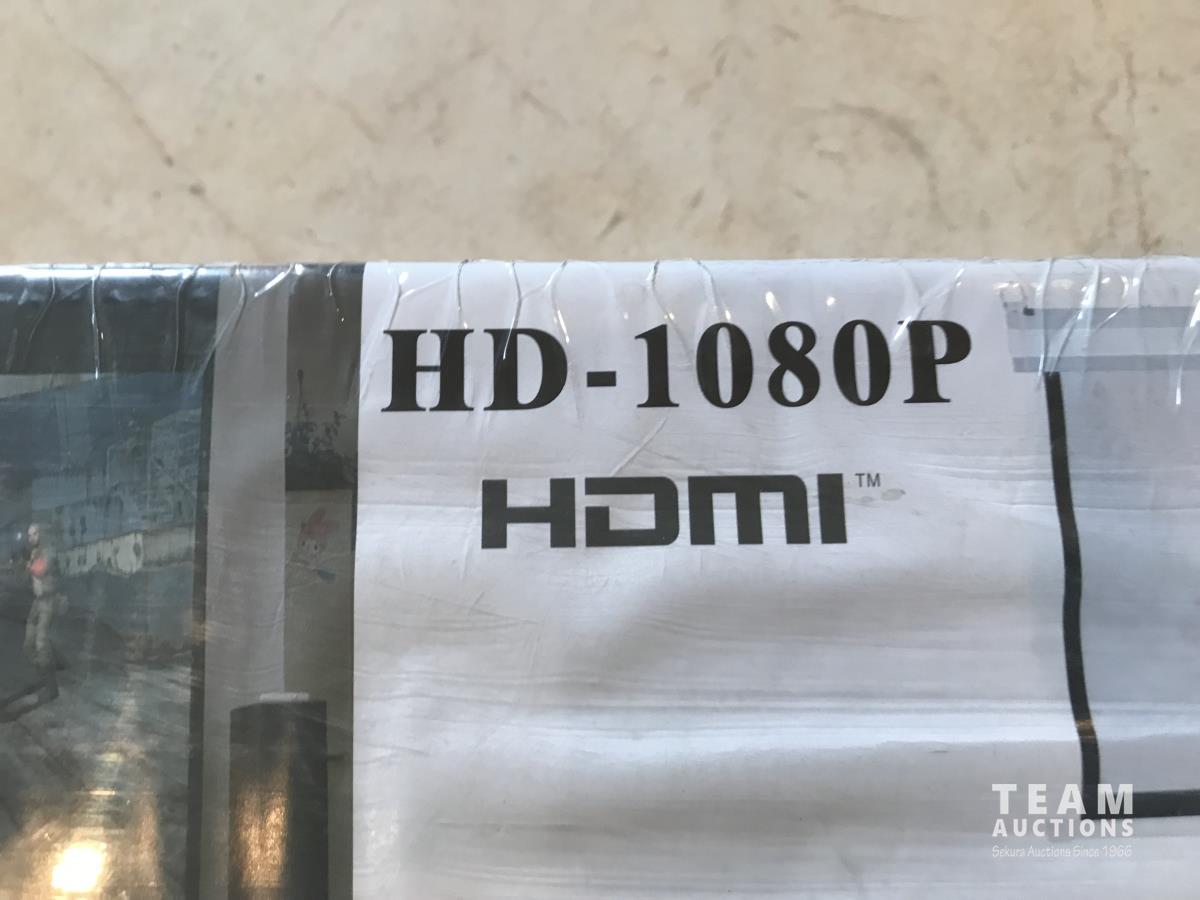 HD-1080P
HDMI™
TEAM
AUCTIONS
Sekura Auctions Since 1966